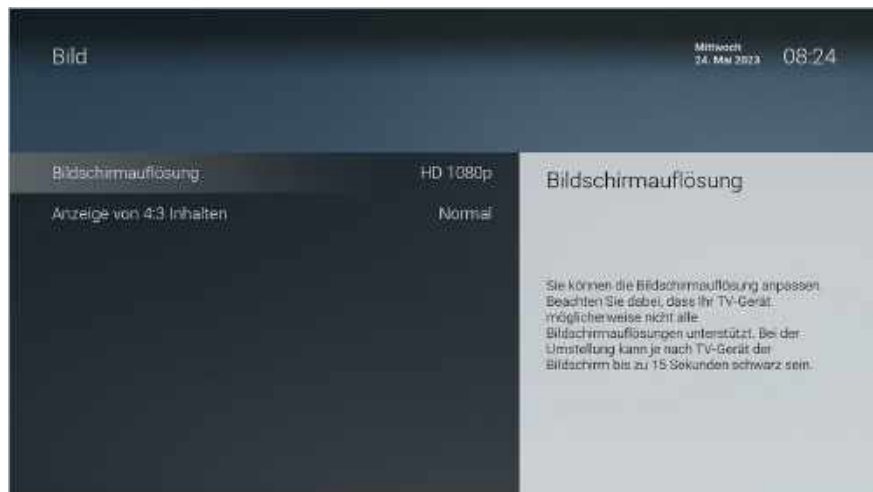 Bild
Mittwoch
24. Mai 2023
08:24
Bildschirmauflösung HD 1080p
Anzeige von 4:3 Inhalten Normal
Bildschirmauflösung
Sie können die Bildschirmauflösung anpassen.
Beachten Sie dabei, dass Ihr TV-Gerät
möglicherweise nicht alle
Bildschirmauflösungen unterstützt. Bei der
Umstellung kann je nach TV-Gerät der
Bildschirm bis zu 15 Sekunden schwarz sein.